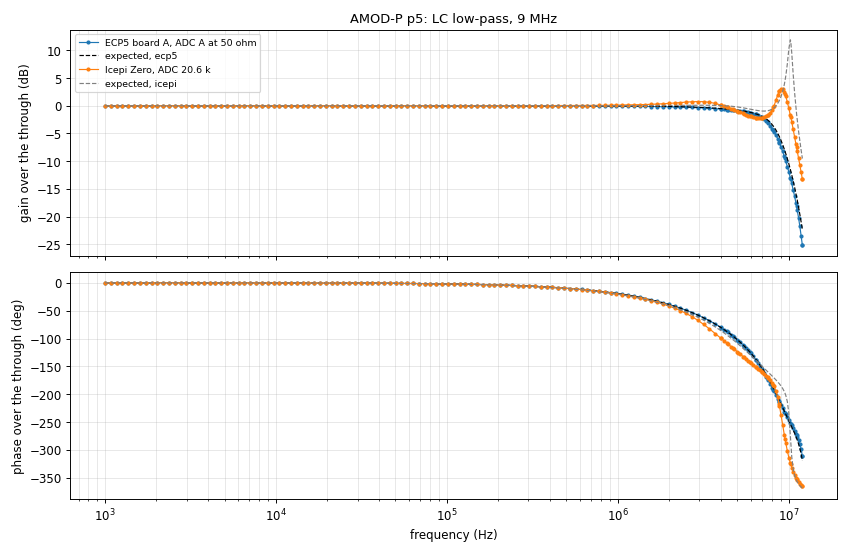 AMOD-P p5: LC low-pass, 9 MHz
ECP5 board A, ADC A at 50 ohm
expected, ecp5
Icepi Zero, ADC 20.6 k
expected, icepi
gain over the through (dB)
10
5
0
−5
−10
−15
−20
−25
phase over the through (deg)
0
−50
−100
−150
−200
−250
−300
−350
10³
10⁴
10⁵
10⁶
10⁷
frequency (Hz)